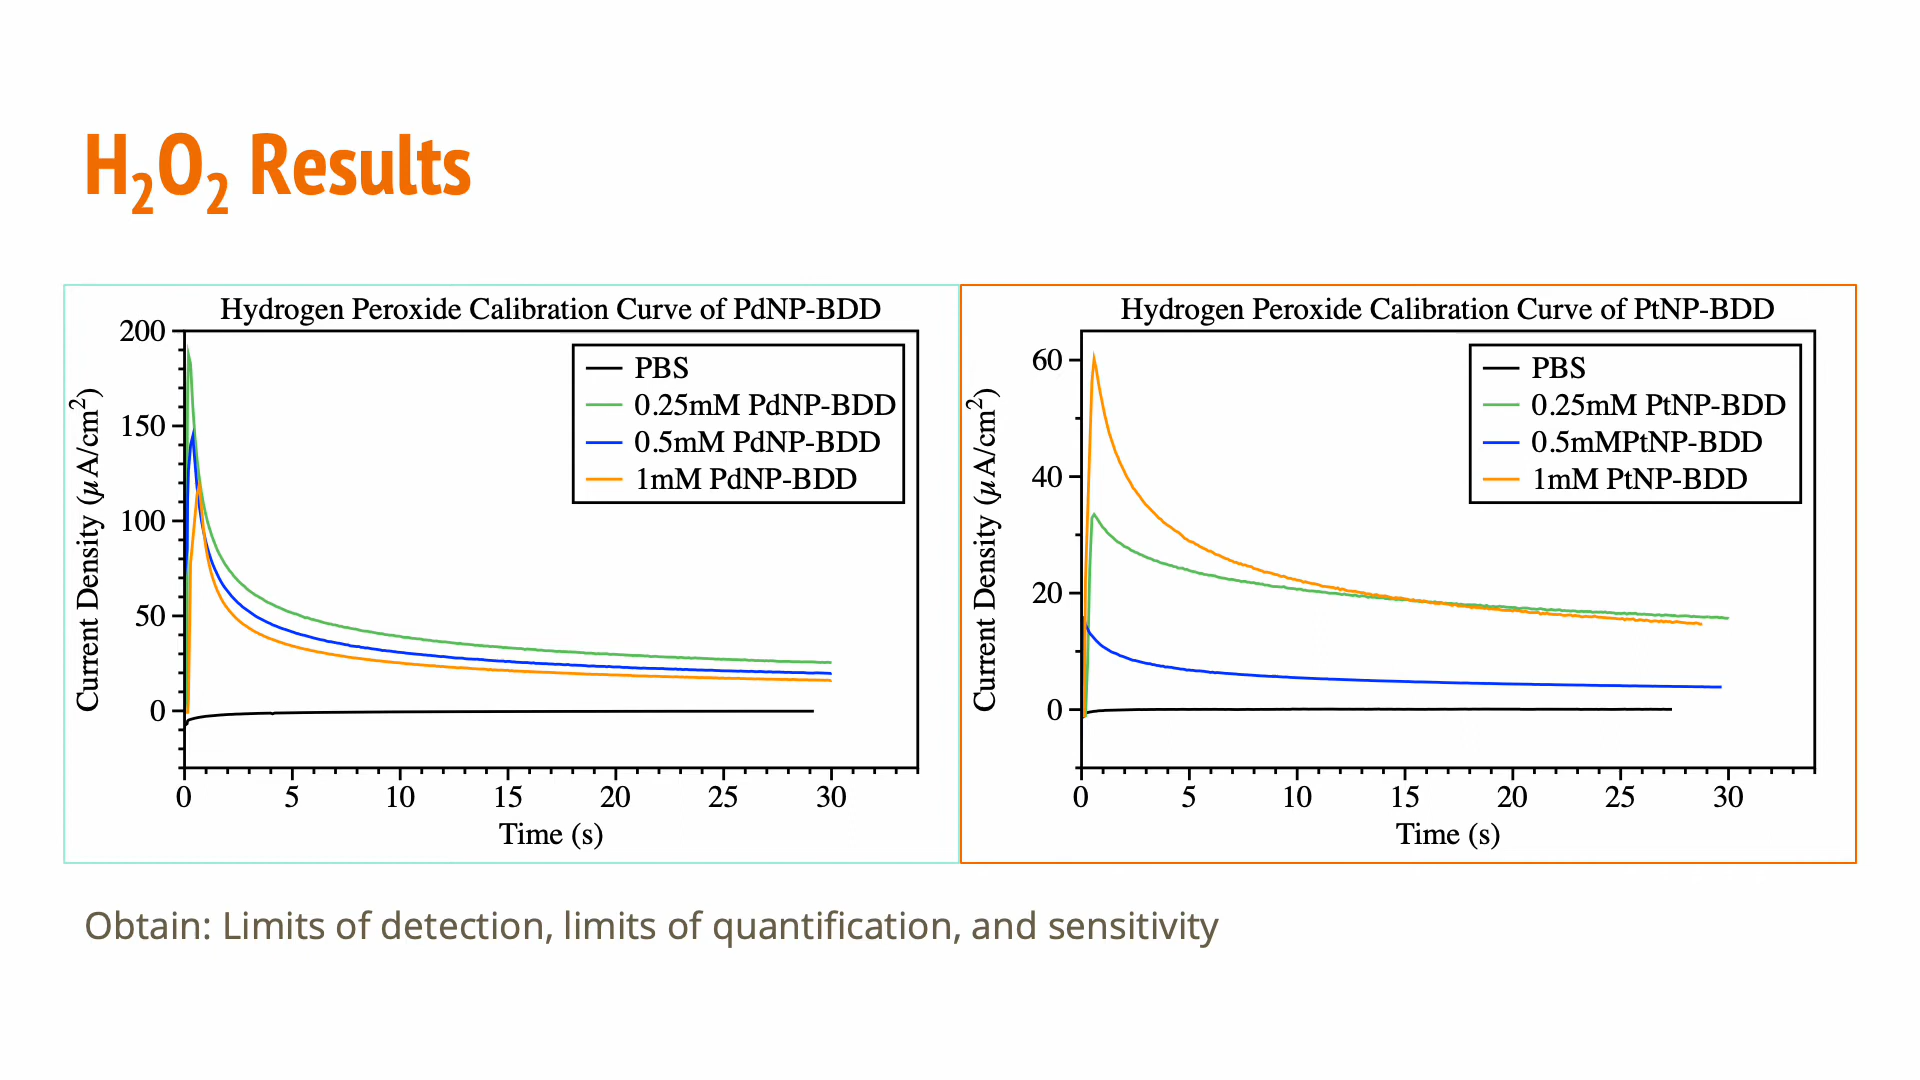 H₂O₂ Results
Hydrogen Peroxide Calibration Curve of PdNP-BDD
Current Density (μA/cm²)
200
150
100
50
0
PBS
0.25mM PdNP-BDD
0.5mM PdNP-BDD
1mM PdNP-BDD
0 5 10 15 20 25 30
Time (s)
Hydrogen Peroxide Calibration Curve of PtNP-BDD
Current Density (μA/cm²)
60
40
20
0
PBS
0.25mM PtNP-BDD
0.5mMPtNP-BDD
1mM PtNP-BDD
0 5 10 15 20 25 30
Time (s)
Obtain: Limits of detection, limits of quantification, and sensitivity